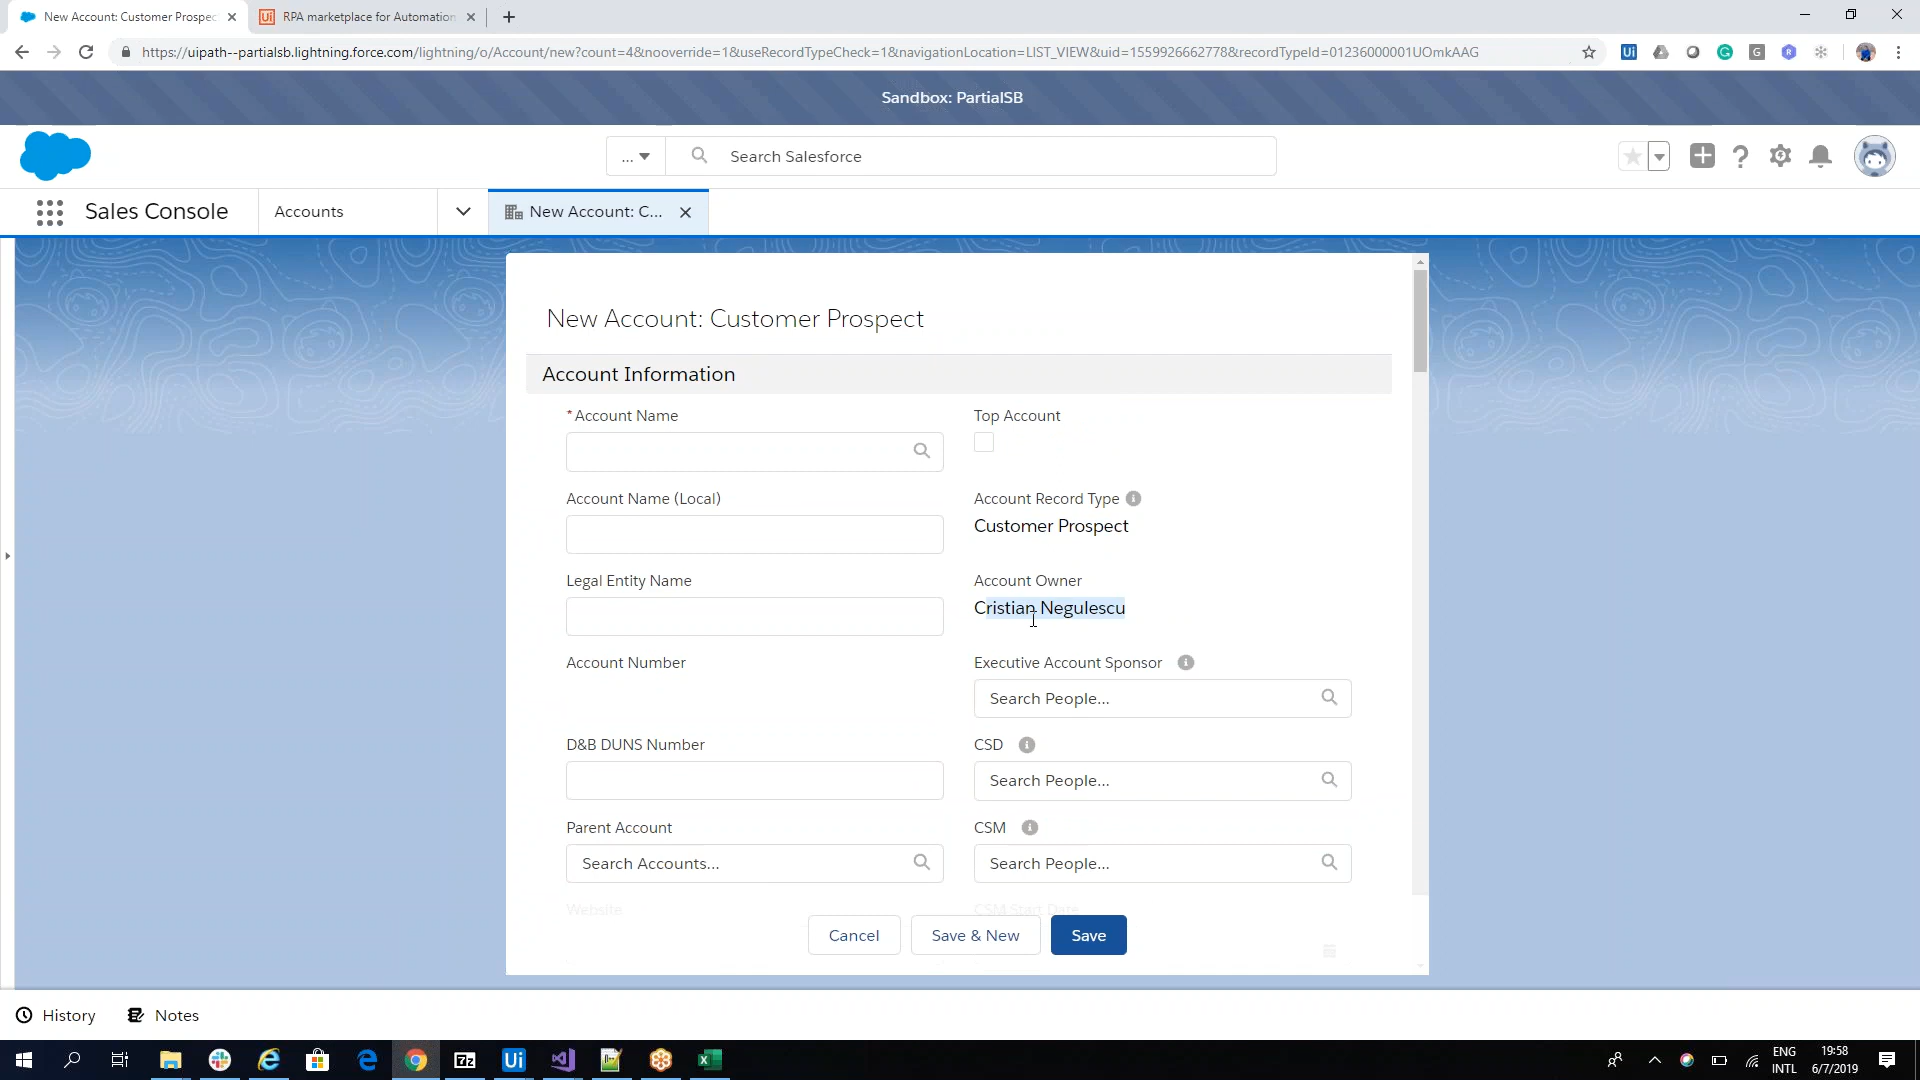 New Account: Customer Prospec
RPA marketplace for Automation
https://uipath--partialsb.lightning.force.com/lightning/o/Account/new?count=4&nooverride=1&useRecordTypeCheck=1&navigationLocation=LIST_VIEW&uid=1559926662778&recordTypeId=01236000001UOmkAAG
Sandbox: PartialSB
... Search Salesforce
Sales Console
Accounts
New Account: C...
New Account: Customer Prospect
Account Information
*Account Name
Top Account
Account Name (Local)
Account Record Type
Customer Prospect
Legal Entity Name
Account Owner
Cristian Negulescu
Account Number
Executive Account Sponsor
Search People...
D&B DUNS Number
CSD
Search People...
Parent Account
Search Accounts...
CSM
Search People...
Website
CSM Start Date
Cancel
Save & New
Save
History
Notes
ENG
INTL
19:58
6/7/2019